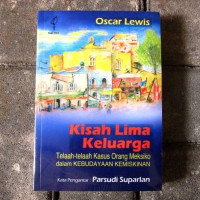 Oscar Lewis
Kisah Lima
Keluarga
Telaah-telaah Kasus Orang Meksiko
dalam KEBUDAYAAN KEMISKINAN
Kata Pengantar: Parsudi Suparlan